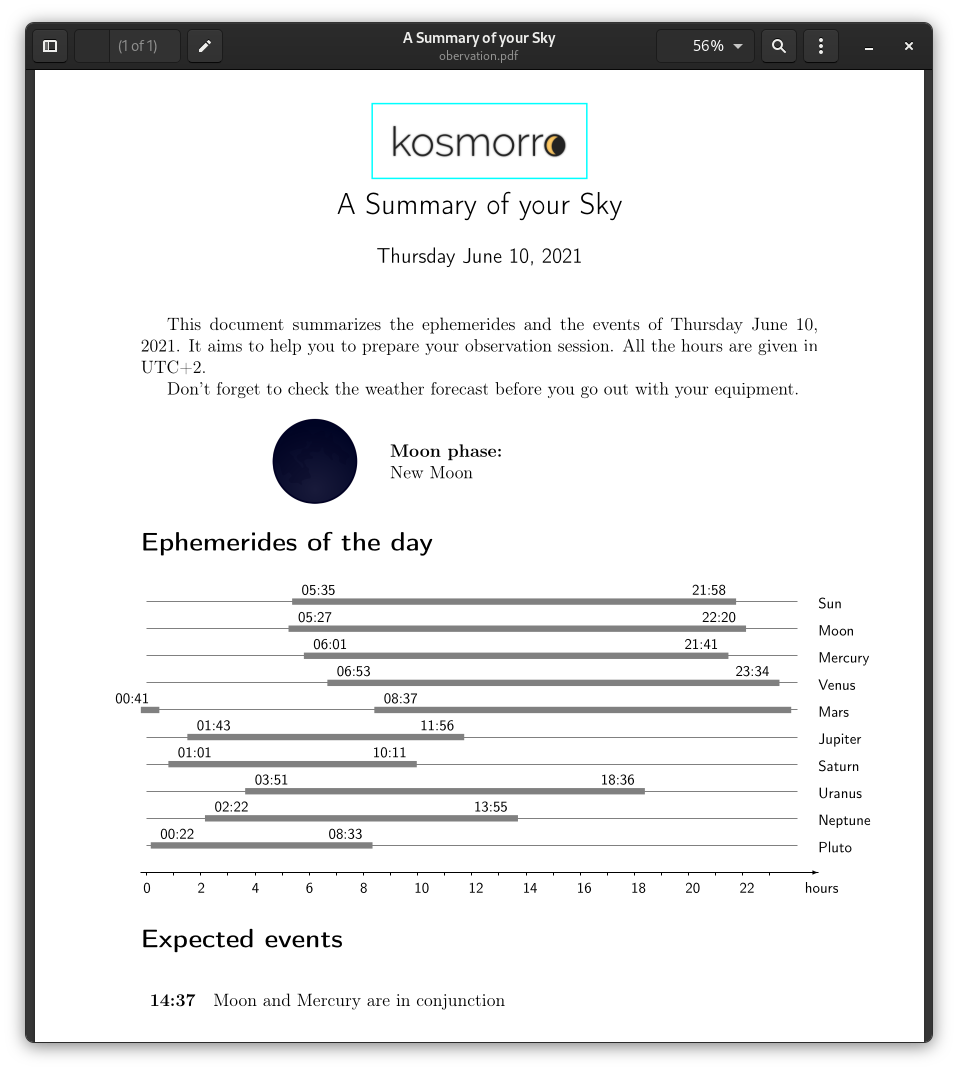 (1 of 1)
A Summary of your Sky
obervation.pdf
56%
kosmorro
A Summary of your Sky
Thursday June 10, 2021
This document summarizes the ephemerides and the events of Thursday June 10,
2021. It aims to help you to prepare your observation session. All the hours are given in
UTC+2.
Don't forget to check the weather forecast before you go out with your equipment.
Moon phase:
New Moon
Ephemerides of the day
05:35 21:58 Sun
05:27 22:20 Moon
06:01 21:41 Mercury
06:53 23:34 Venus
00:41 08:37 Mars
01:43 11:56 Jupiter
01:01 10:11 Saturn
03:51 18:36 Uranus
02:22 13:55 Neptune
00:22 08:33 Pluto
0 2 4 6 8 10 12 14 16 18 20 22 hours
Expected events
14:37 Moon and Mercury are in conjunction